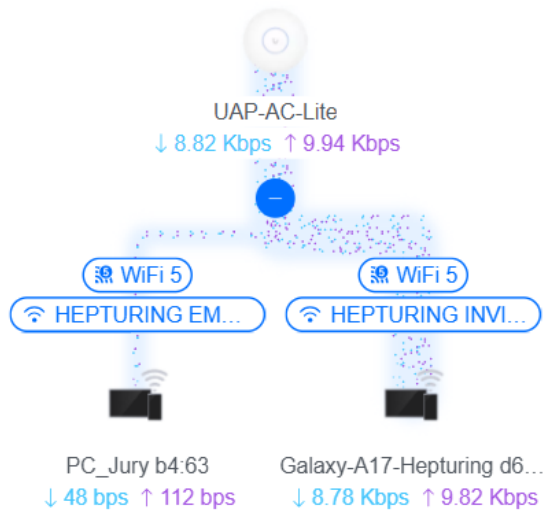 UAP-AC-Lite
↓ 8.82 Kbps ↑ 9.94 Kbps
WiFi 5 WiFi 5
HEPTURING EM... HEPTURING INVI...
PC_Jury b4:63 Galaxy-A17-Hepturing d6...
↓ 48 bps ↑ 112 bps ↓ 8.78 Kbps ↑ 9.82 Kbps